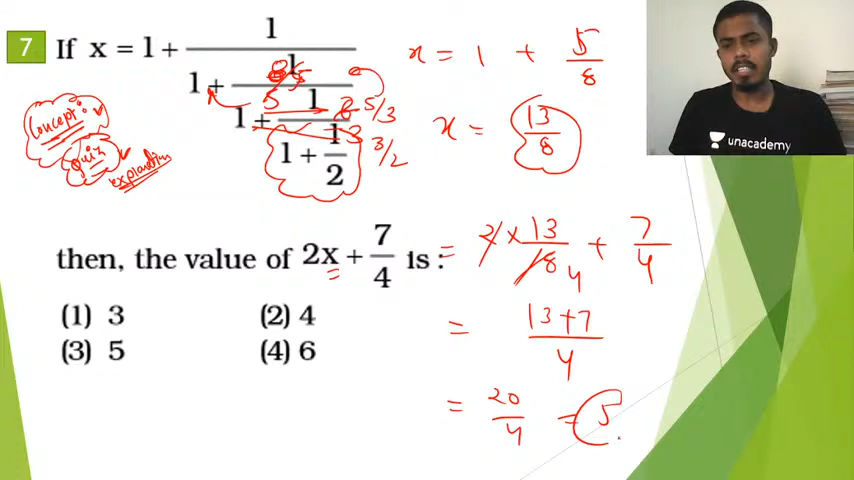 7 If x = 1 + 1/(1 + 1/(1 + 1/(1 + 1/2)))
5/3
3/2
Concept:
Quiz
explanation
then, the value of 2x + 7/4 is :
(1) 3 (2) 4
(3) 5 (4) 6
x = 1 + 5/8
x = 13/8
= 2 × 13/8 4 + 7/4
= 13+7/4
= 20/4 = 5
unacademy